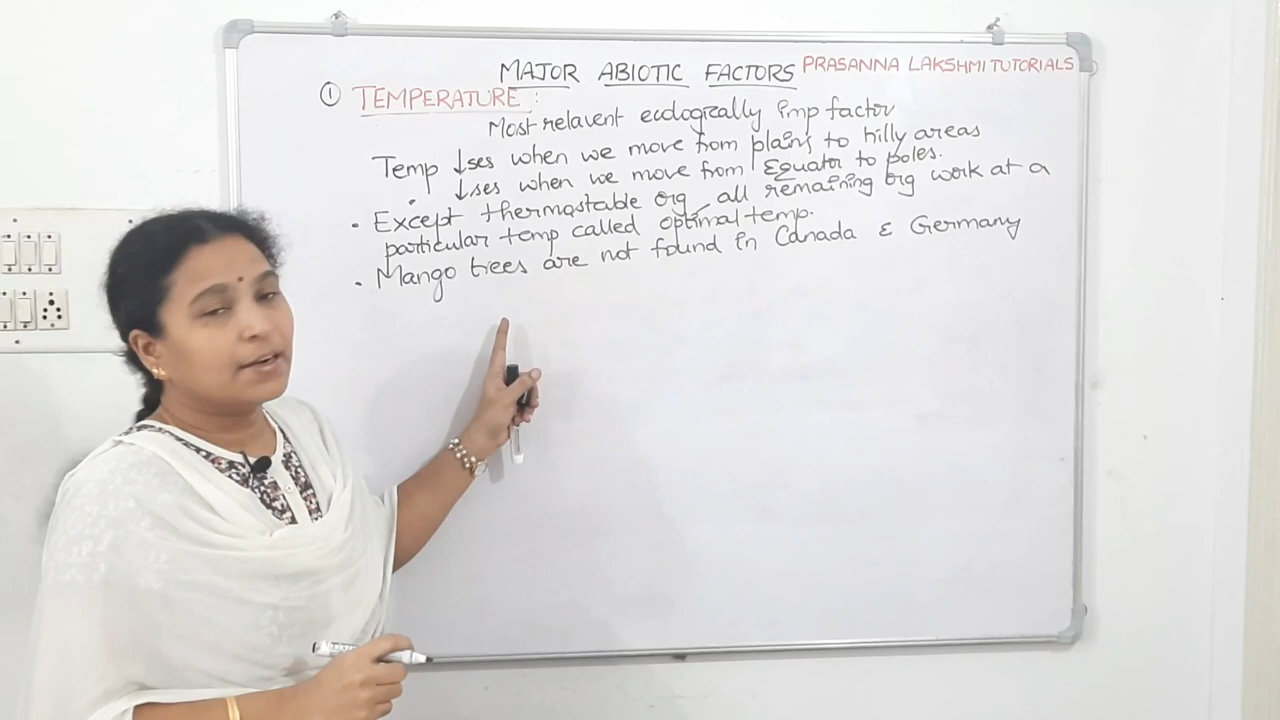 MAJOR ABIOTIC FACTORS PRASANNA LAKSHMI TUTORIALS
① TEMPERATURE :
Most relavent ecologically imp factor
Temp ↓ses when we move from plains to hilly areas
↓ses when we move from Equator to poles.
• Except thermostable org, all remaining org work at a
particular temp called optimal temp.
• Mango trees are not found in Canada & Germany